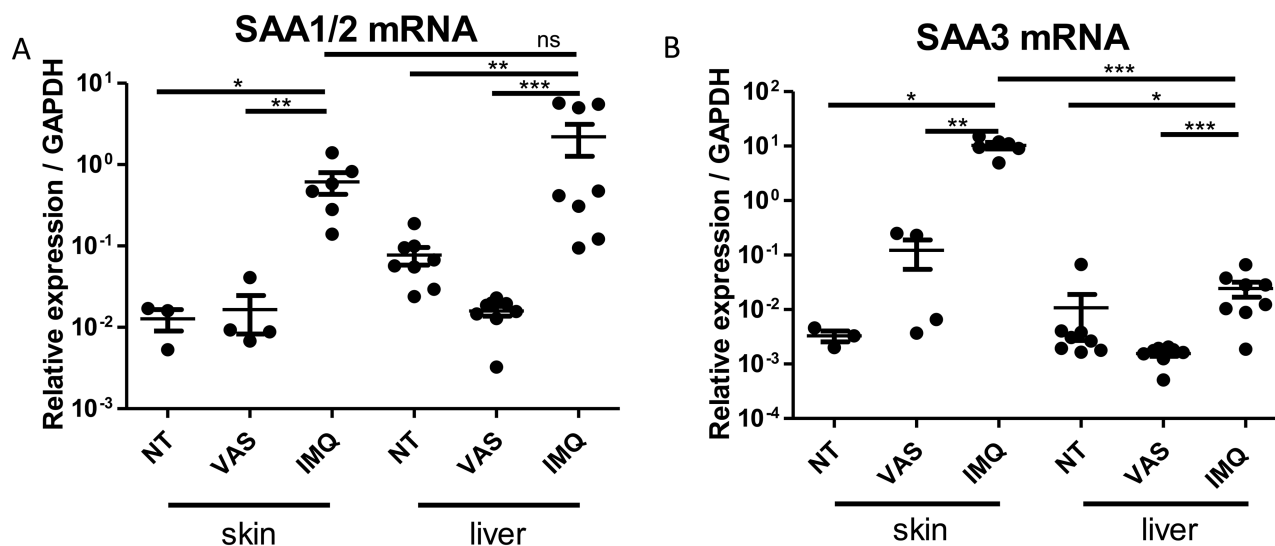 A
SAA1/2 mRNA
Relative expression / GAPDH
10^1
10^0
10^-1
10^-2
10^-3
*
**
ns
**
***
NT
VAS
IMQ
NT
VAS
IMQ
skin
liver
B
SAA3 mRNA
Relative expression / GAPDH
10^2
10^1
10^0
10^-1
10^-2
10^-3
10^-4
***
*
*
**
***
NT
VAS
IMQ
NT
VAS
IMQ
skin
liver